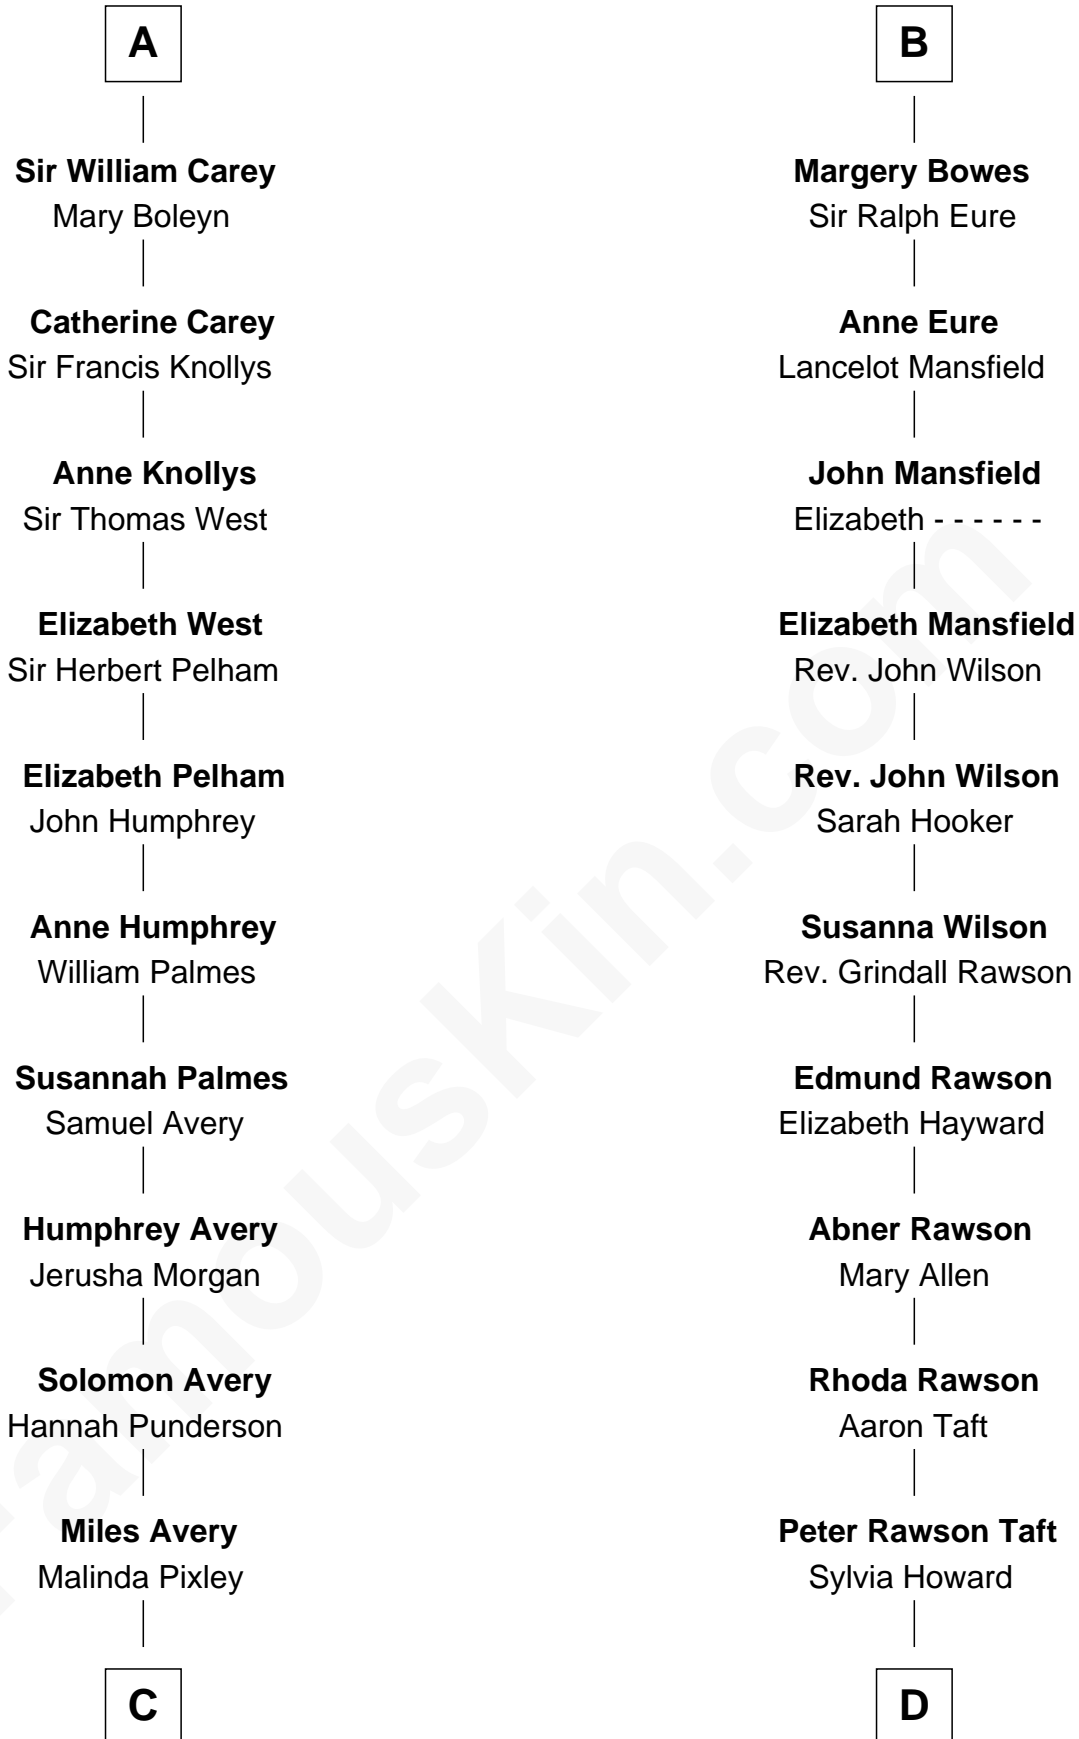 A
Sir William Carey
Mary Boleyn
Catherine Carey
Sir Francis Knollys
Anne Knollys
Sir Thomas West
Elizabeth West
Sir Herbert Pelham
Elizabeth Pelham
John Humphrey
Anne Humphrey
William Palmes
Susannah Palmes
Samuel Avery
Humphrey Avery
Jerusha Morgan
Solomon Avery
Hannah Punderson
Miles Avery
Malinda Pixley
C
B
Margery Bowes
Sir Ralph Eure
Anne Eure
Lancelot Mansfield
John Mansfield
Elizabeth - - - - - -
Elizabeth Mansfield
Rev. John Wilson
Rev. John Wilson
Sarah Hooker
Susanna Wilson
Rev. Grindall Rawson
Edmund Rawson
Elizabeth Hayward
Abner Rawson
Mary Allen
Rhoda Rawson
Aaron Taft
Peter Rawson Taft
Sylvia Howard
D
FamousKin.com